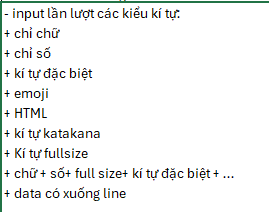 - input lần lượt các kiểu kí tự:
+ chỉ chữ
+ chỉ số
+ kí tự đặc biệt
+ emoji
+ HTML
+ kí tự katakana
+ Kí tự fullsize
+ chữ + số+ full size+ kí tự đặc biệt + ...
+ data có xuống line